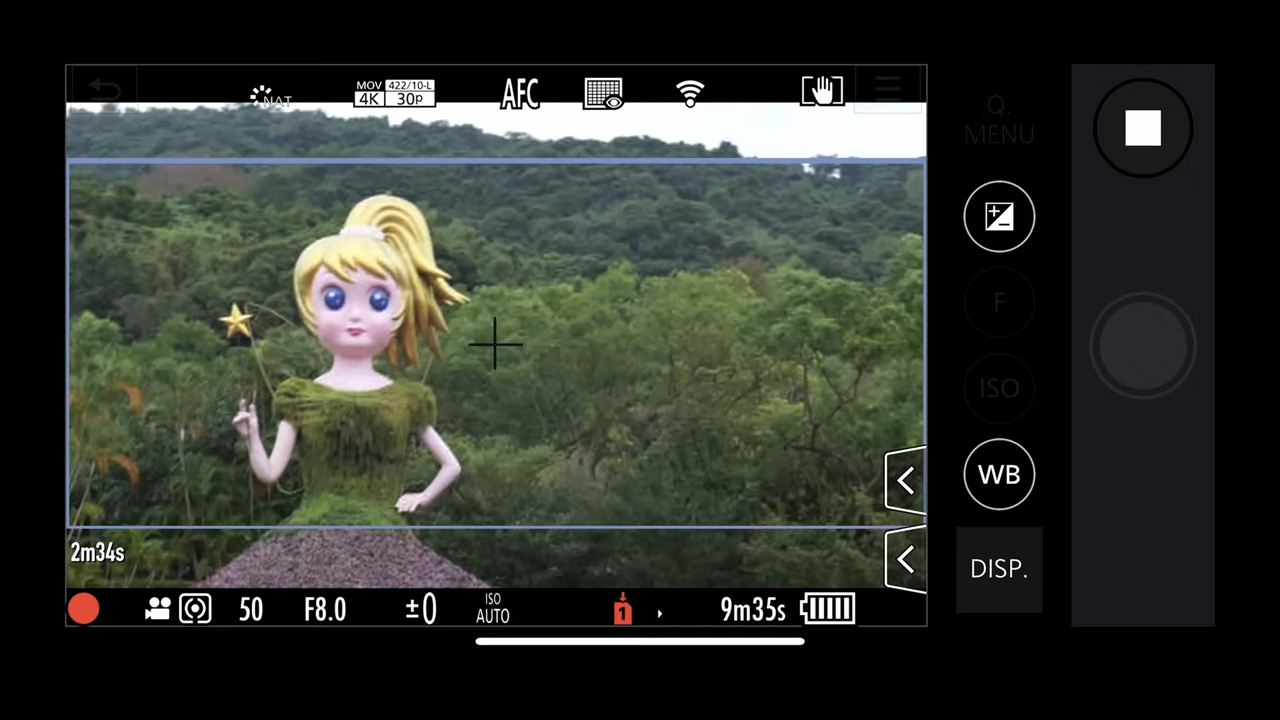 NAT
MOV 422/10-L
4K 30p
AFC
Q.
MENU
F
ISO
WB
DISP.
2m34s
50 F8.0 ±0 ISO AUTO 1 9m35s